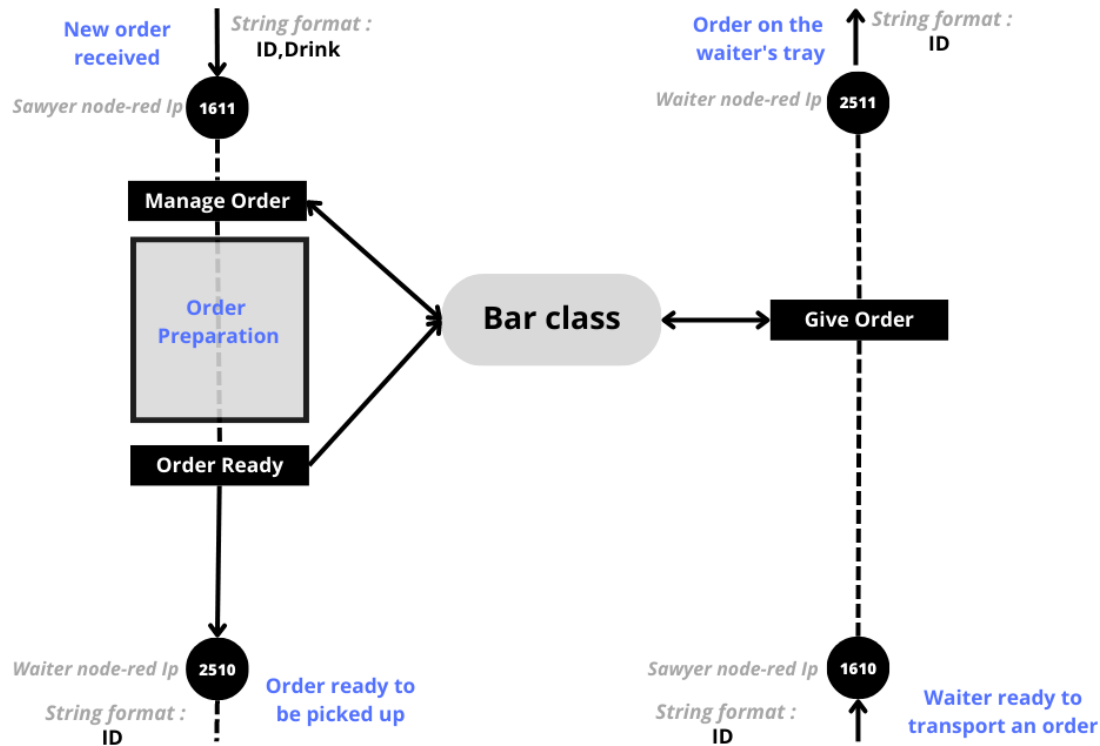 New order
received
String format :
ID,Drink
Sawyer node-red Ip
1611
Manage Order
Order
Preparation
Order Ready
Waiter node-red Ip
2510
String format :
ID
Order ready to
be picked up
Bar class
Order on the
waiter's tray
String format :
ID
Waiter node-red Ip
2511
Give Order
Sawyer node-red Ip
1610
String format :
ID
Waiter ready to
transport an order